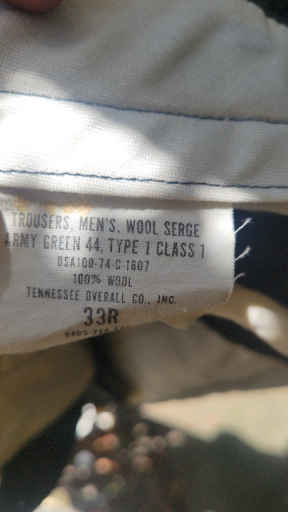 TROUSERS, MEN'S, WOOL SERGE
ARMY GREEN 44, TYPE 1 CLASS 1
DSA100-74-C-1607
100% WOOL
TENNESSEE OVERALL CO., INC.
33R